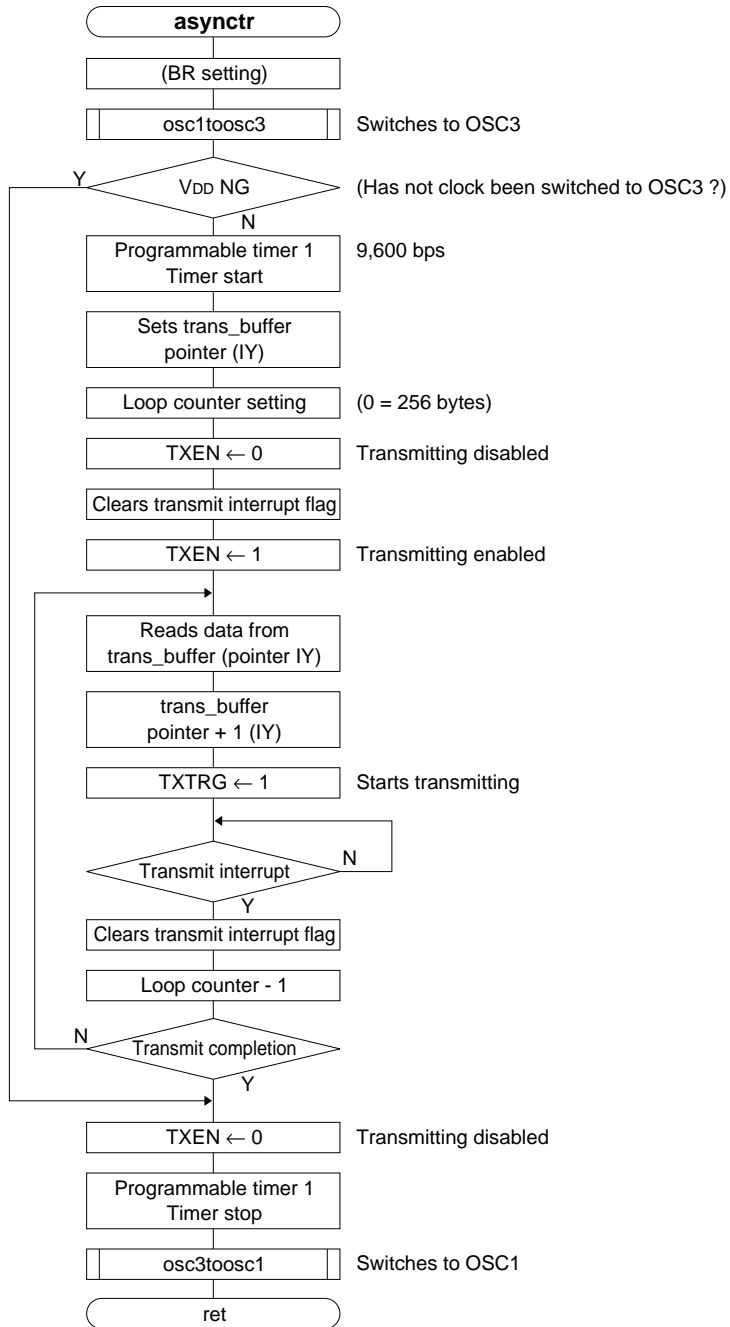 asynctr
(BR setting)
osc1toosc3 Switches to OSC3
Y VDD NG (Has not clock been switched to OSC3 ?)
N
Programmable timer 1 9,600 bps
Timer start
Sets trans_buffer
pointer (IY)
Loop counter setting (0 = 256 bytes)
TXEN ← 0 Transmitting disabled
Clears transmit interrupt flag
TXEN ← 1 Transmitting enabled
Reads data from
trans_buffer (pointer IY)
trans_buffer
pointer + 1 (IY)
TXTRG ← 1 Starts transmitting
Transmit interrupt N
Y
Clears transmit interrupt flag
Loop counter - 1
N Transmit completion
Y
TXEN ← 0 Transmitting disabled
Programmable timer 1
Timer stop
osc3toosc1 Switches to OSC1
ret